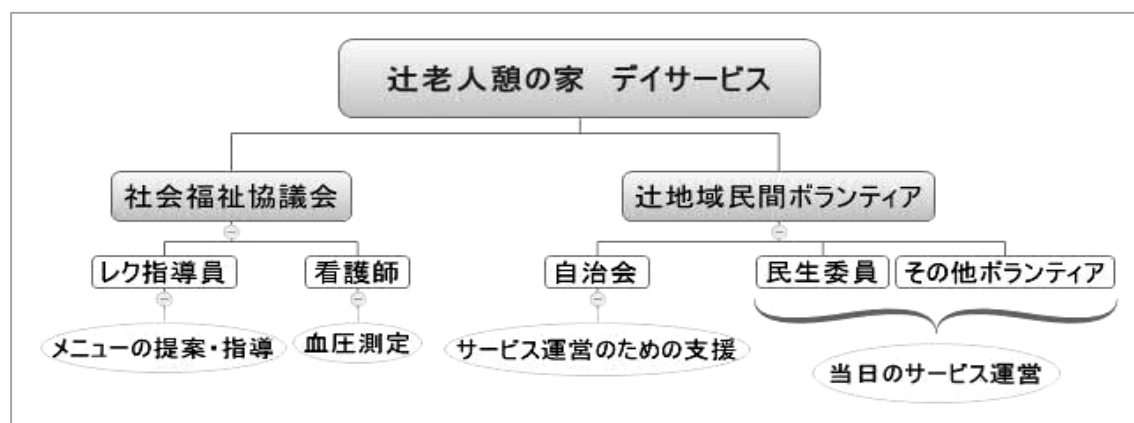 辻老人憩の家　デイサービス
社会福祉協議会
辻地域民間ボランティア
レク指導員
看護師
自治会
民生委員
その他ボランティア
メニューの提案・指導
血圧測定
サービス運営のための支援
当日のサービス運営